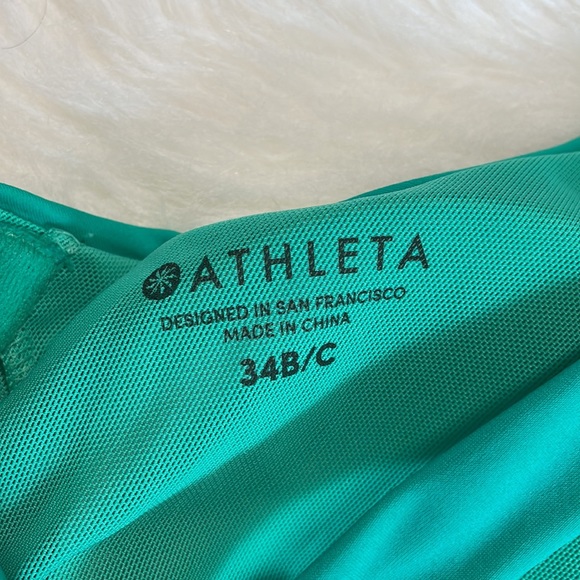 ATHLETA
DESIGNED IN SAN FRANCISCO
MADE IN CHINA
34B/C